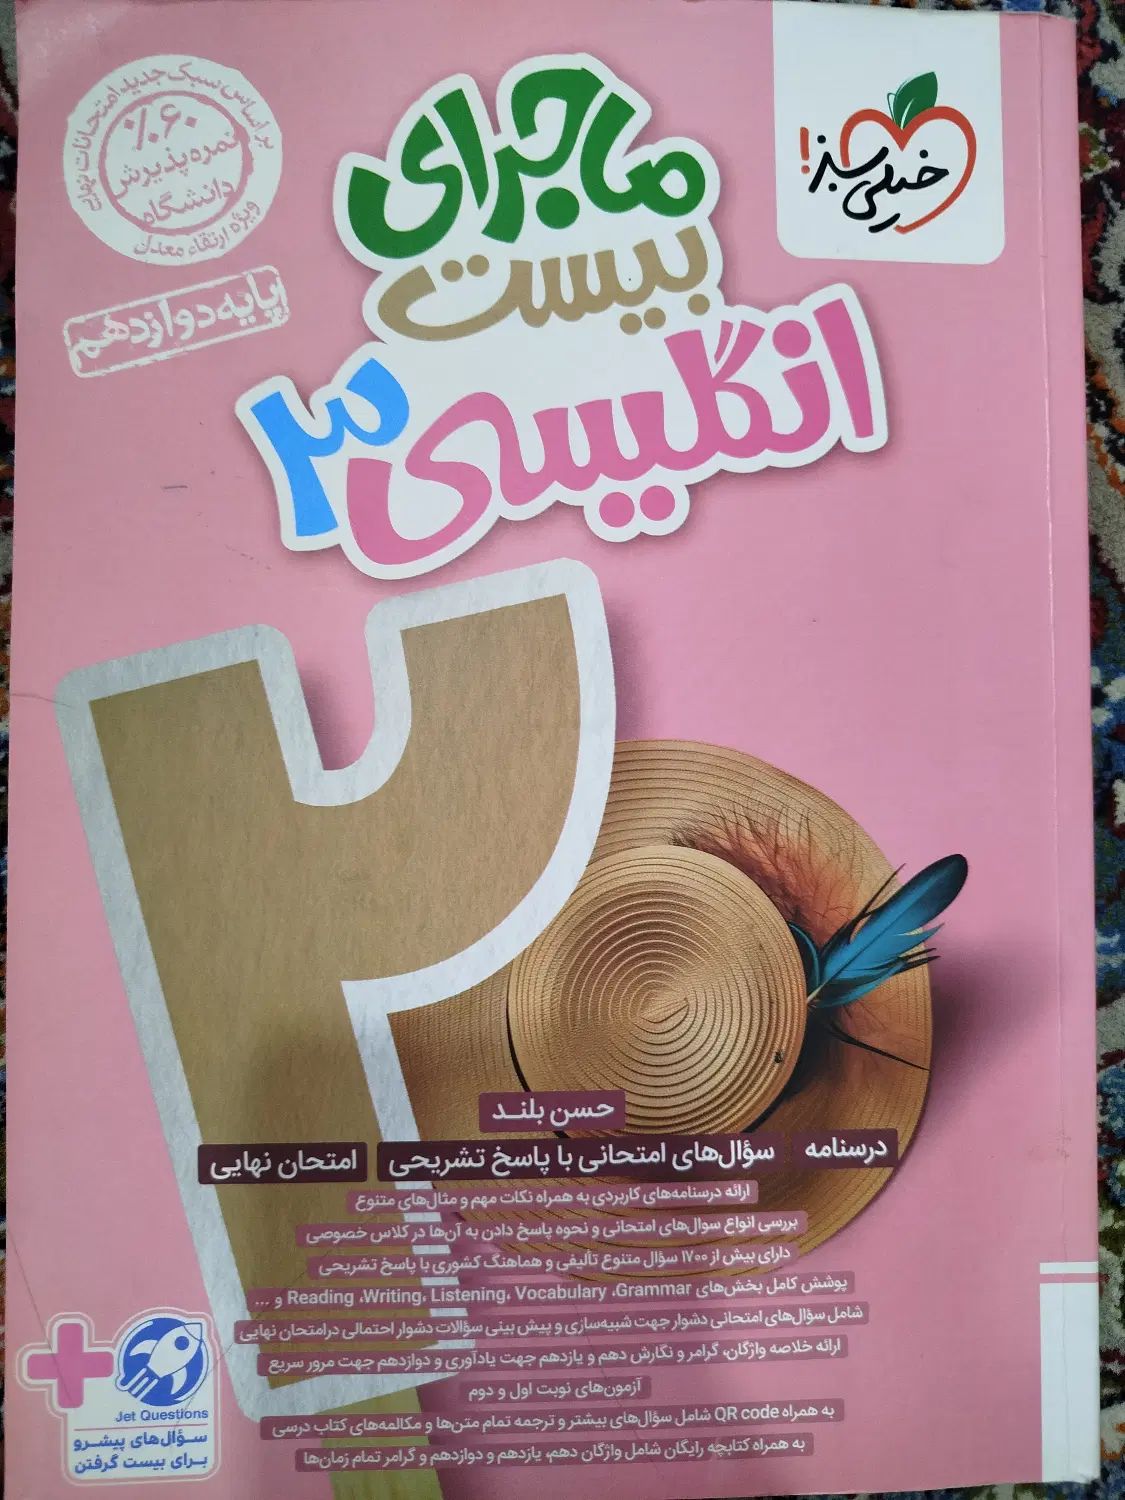 خیلی سبز!
براساس سبک جدید امتحانات نهایی
۶۰٪
نمره پذیرش
دانشگاه
ویژه ارتقاء معدل
پایه دوازدهم
ماجرای
بیست
انگلیسی ۳
۲۰
حسن بلند
درسنامه سؤال‌های امتحانی با پاسخ تشریحی امتحان نهایی
ارائه درسنامه‌های کاربردی به همراه نکات مهم و مثال‌های متنوع
بررسی انواع سوال‌های امتحانی و نحوه پاسخ دادن به آن‌ها در کلاس خصوصی
دارای بیش از ۱۷۰۰ سؤال متنوع تألیفی و هماهنگ کشوری با پاسخ تشریحی
پوشش کامل بخش‌های Grammar، Vocabulary، Listening، Writing، Reading و ...
شامل سؤال‌های امتحانی دشوار جهت شبیه‌سازی و پیش بینی سؤالات دشوار احتمالی در امتحان نهایی
ارائه خلاصه واژگان، گرامر و نگارش دهم و یازدهم جهت یادآوری و دوازدهم جهت مرور سریع
آزمون‌های نوبت اول و دوم
به همراه QR code شامل سؤال‌های بیشتر و ترجمه تمام متن‌ها و مکالمه‌های کتاب درسی
به همراه کتابچه رایگان شامل واژگان دهم، یازدهم و دوازدهم و گرامر تمام زمان‌ها
Jet Questions
سؤال‌های پیشرو
برای بیست گرفتن